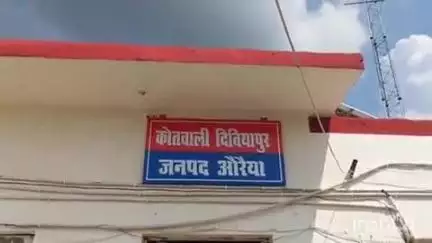 कोतवाली दिबियापुर
जनपद औरैया